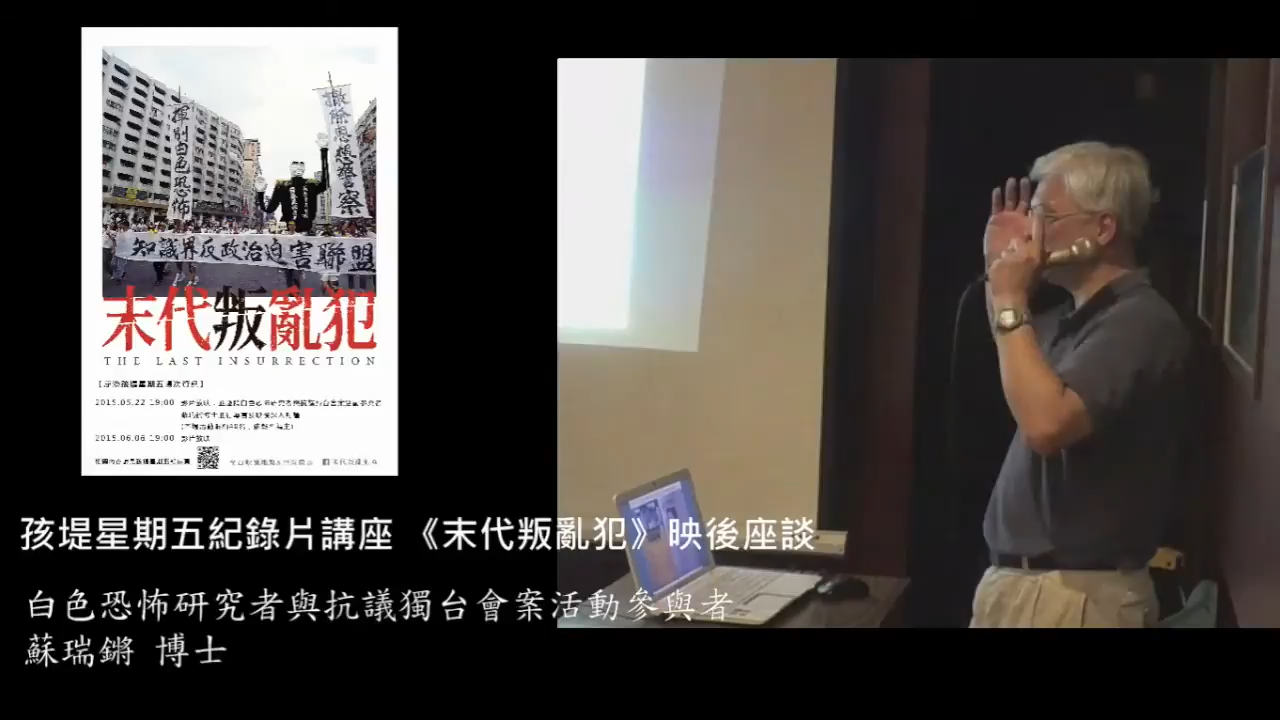 揮別白色恐怖
撤除思想警察
知識界反政治迫害聯盟
末代叛亂犯
THE LAST INSURRECTION
2015.05.22 19:00
2015.06.06 19:00
孩堤星期五紀錄片講座 《末代叛亂犯》映後座談
白色恐怖研究者與抗議獨台會案活動參與者
蘇瑞鏘 博士